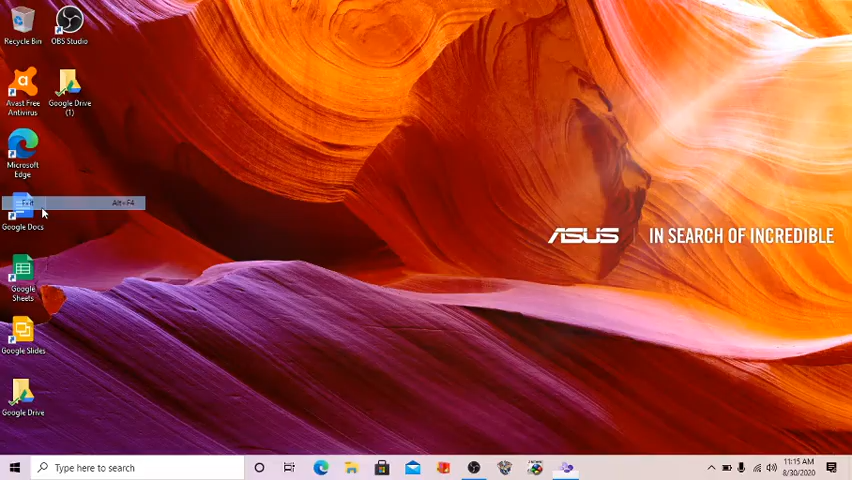 Recycle Bin
OBS Studio
Avast Free
Antivirus
Google Drive
(1)
Microsoft
Edge
Exit Alt+F4
Google Docs
ASUS IN SEARCH OF INCREDIBLE
Google
Sheets
Google Slides
Google Drive
Type here to search
11:15 AM
8/30/2020